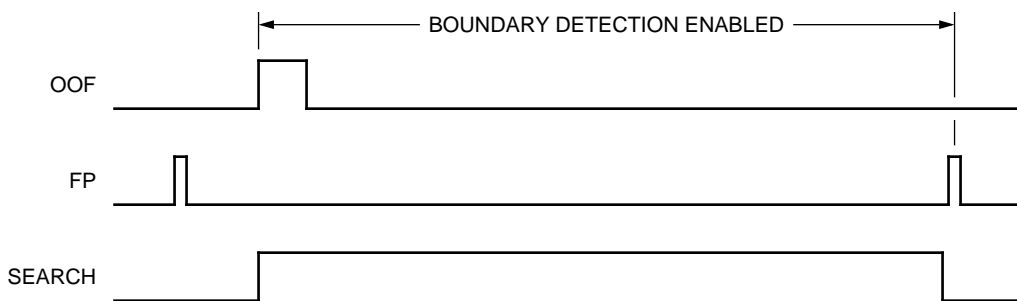 BOUNDARY DETECTION ENABLED
OOF
FP
SEARCH